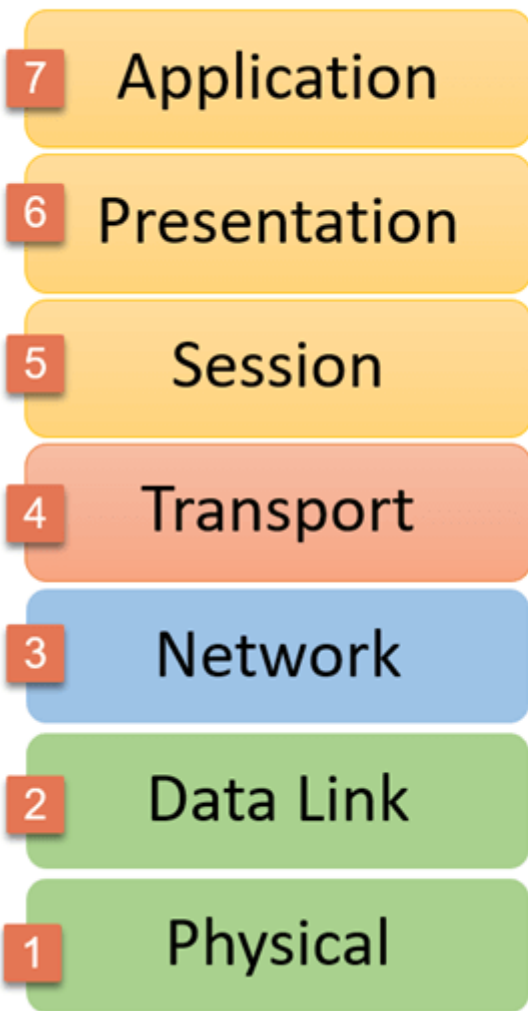 7 Application
6 Presentation
5 Session
4 Transport
3 Network
2 Data Link
1 Physical